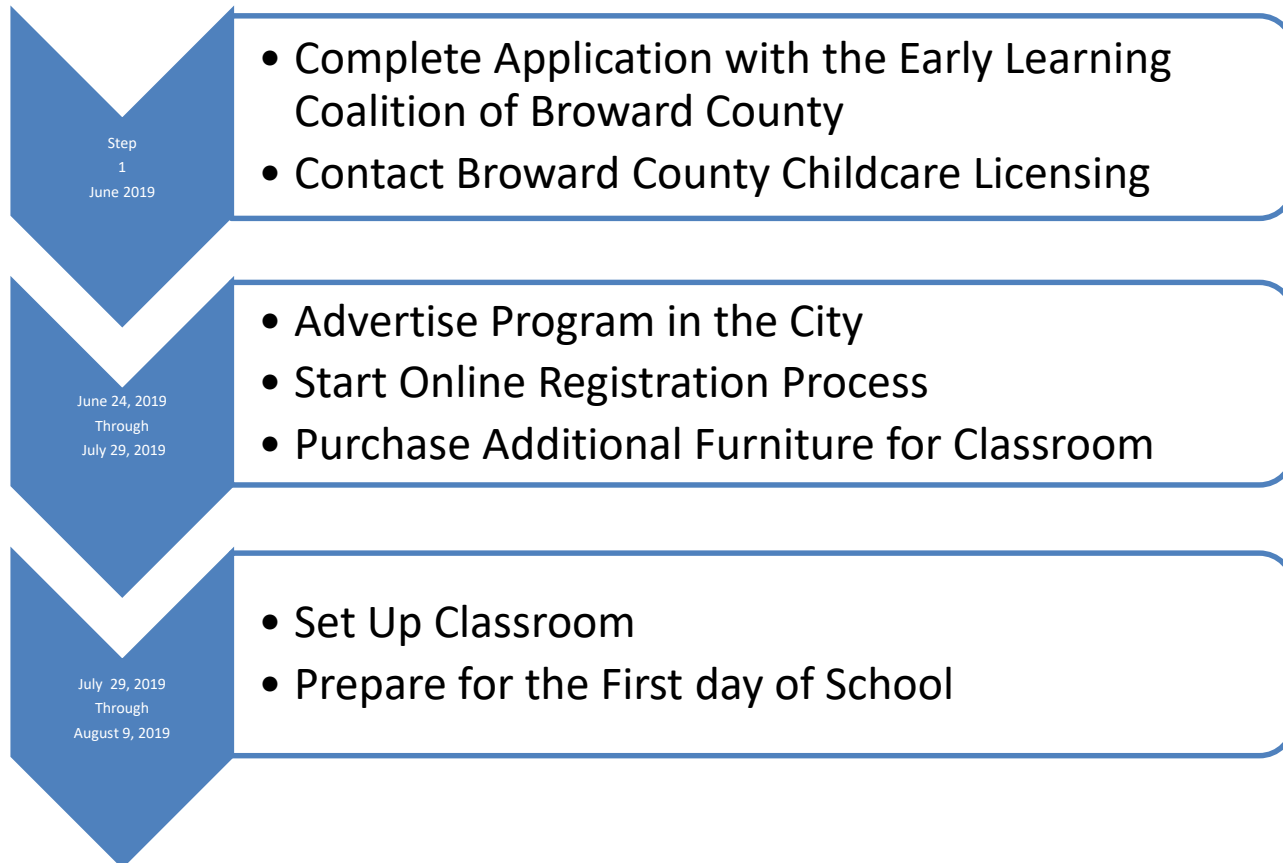 Step
1
June 2019
• Complete Application with the Early Learning
Coalition of Broward County
• Contact Broward County Childcare Licensing
June 24, 2019
Through
July 29, 2019
• Advertise Program in the City
• Start Online Registration Process
• Purchase Additional Furniture for Classroom
July 29, 2019
Through
August 9, 2019
• Set Up Classroom
• Prepare for the First day of School